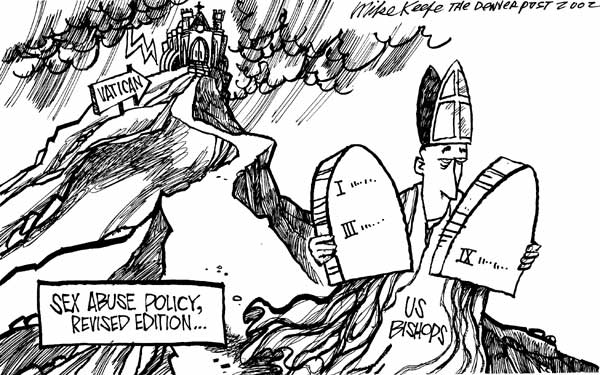 Mike Keefe THE DENVER POST 2002
VATICAN
I
III
IX
US
BISHOPS
SEX ABUSE POLICY,
REVISED EDITION...